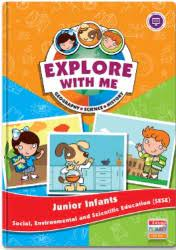 EXPLORE
WITH ME
GEOGRAPHY • SCIENCE • HISTORY
Junior Infants
Social, Environmental and Scientific Education (SESE)